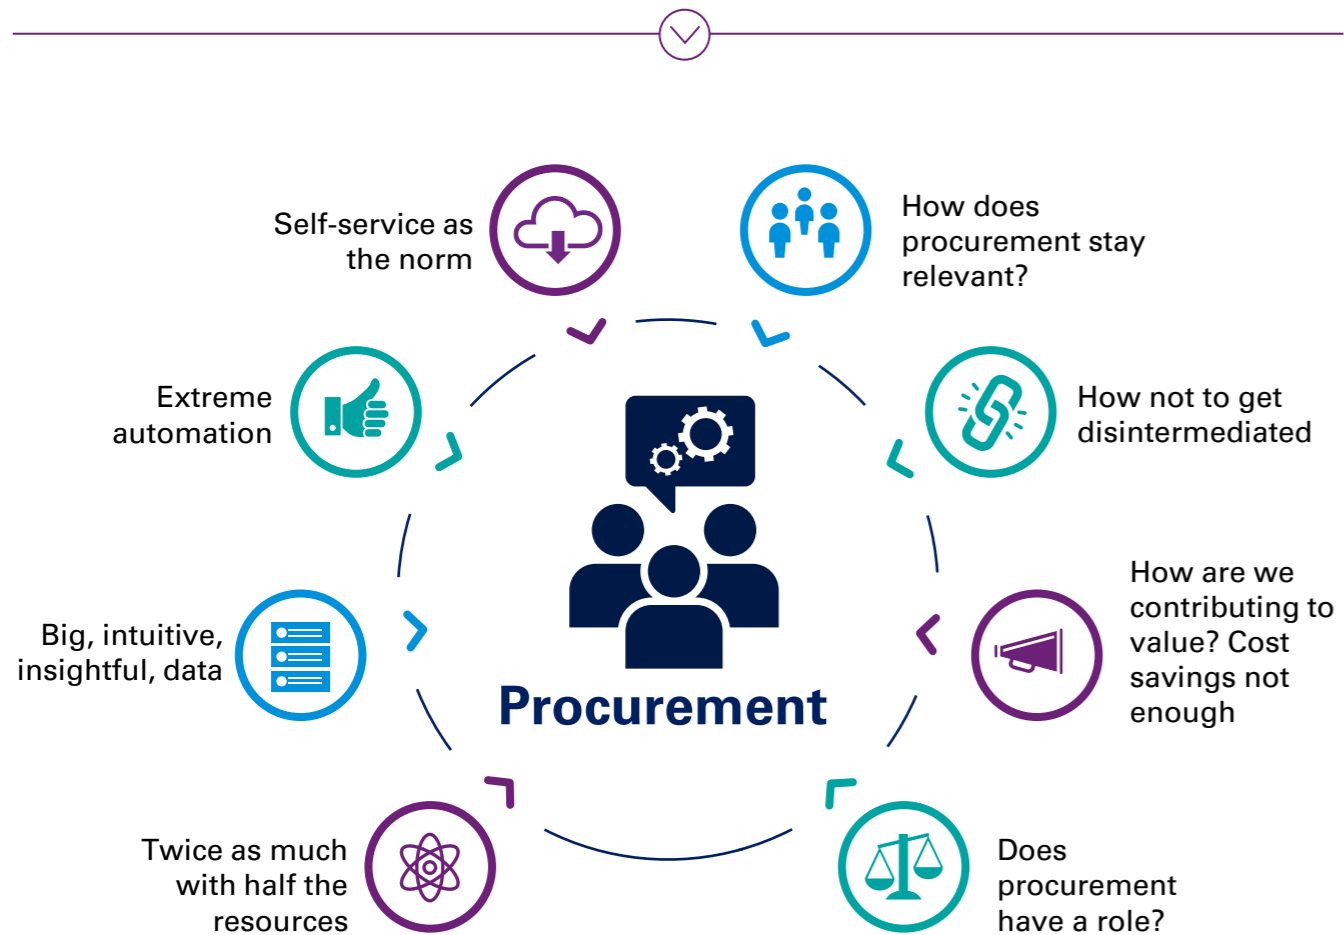 Self-service as
the norm
How does
procurement stay
relevant?
Extreme
automation
How not to get
disintermediated
Big, intuitive,
insightful, data
How are we
contributing to
value? Cost
savings not
enough
Procurement
Twice as much
with half the
resources
Does
procurement
have a role?